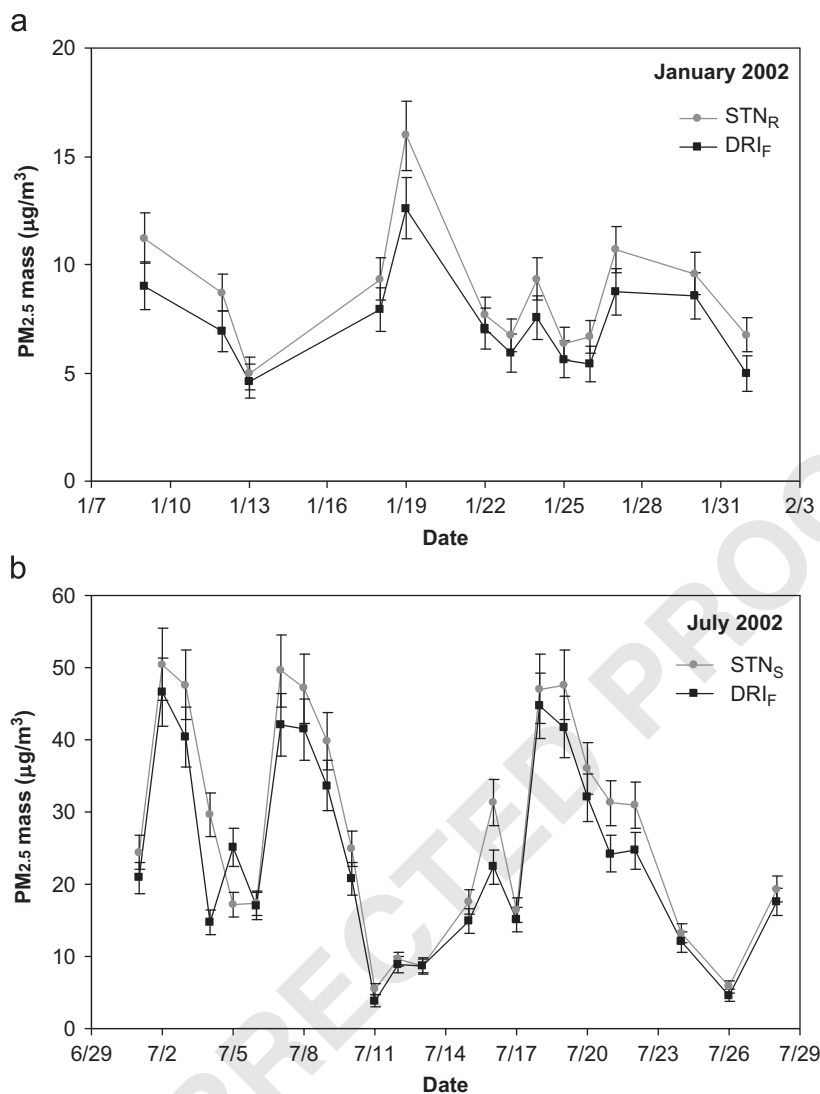 a
January 2002
STN_R
DRI_F
PM2.5 mass (µg/m³)
20
15
10
5
0
1/7 1/10 1/13 1/16 1/19 1/22 1/25 1/28 1/31 2/3
Date
b
July 2002
STN_S
DRI_F
PM2.5 mass (µg/m³)
60
50
40
30
20
10
0
6/29 7/2 7/5 7/8 7/11 7/14 7/17 7/20 7/23 7/26 7/29
Date
RECTED PROO